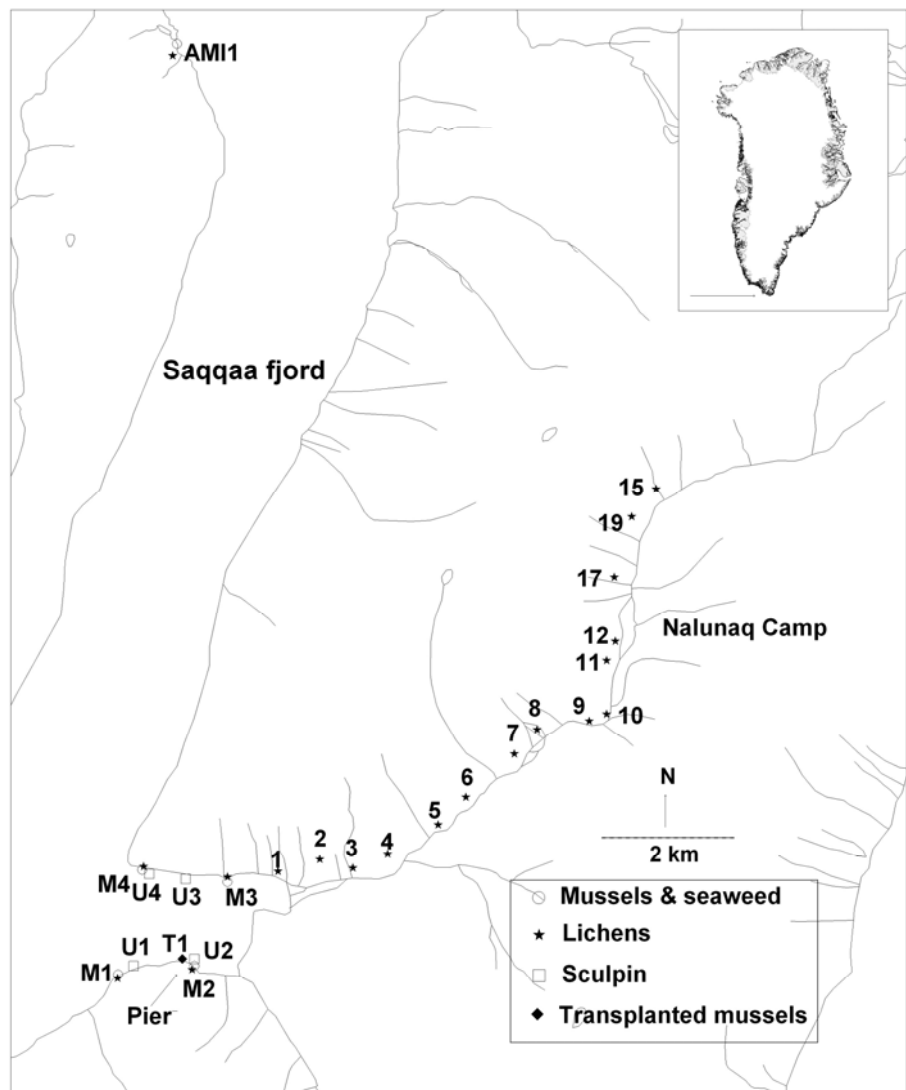 AMI1
Saqqaa fjord
15
19
17
12
Nalunaq Camp
11
9
10
8
7
N
6
5
2 km
2
3
4
1
M4
U4
U3
M3
Mussels & seaweed
Lichens
U1
T1
U2
M1
M2
Sculpin
Pier
Transplanted mussels